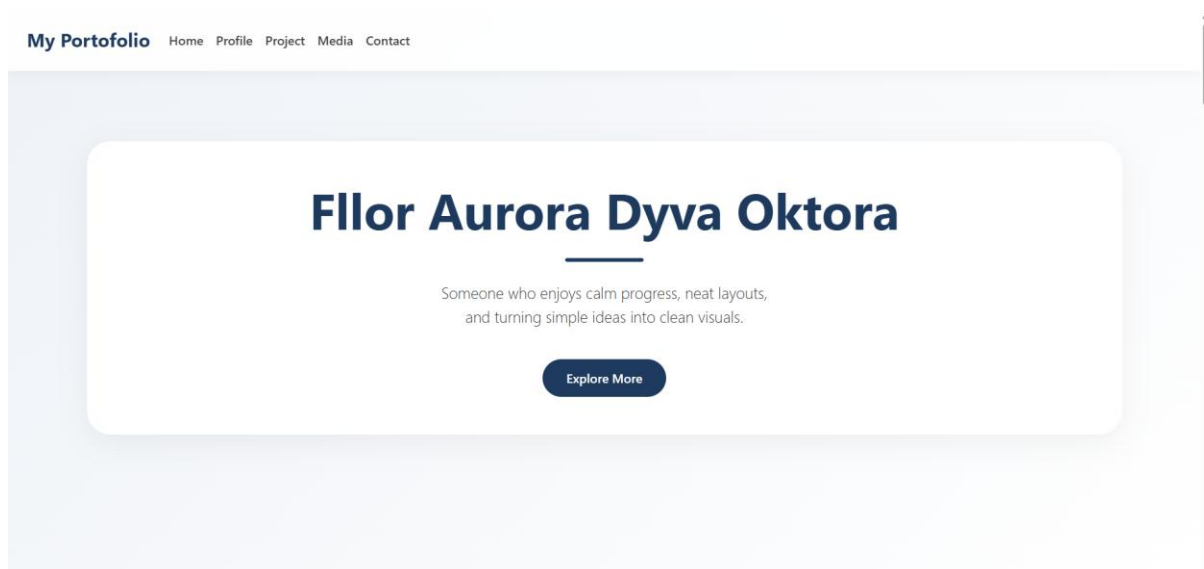 My Portofolio Home Profile Project Media Contact
Fllor Aurora Dyva Oktora
Someone who enjoys calm progress, neat layouts,
and turning simple ideas into clean visuals.
Explore More